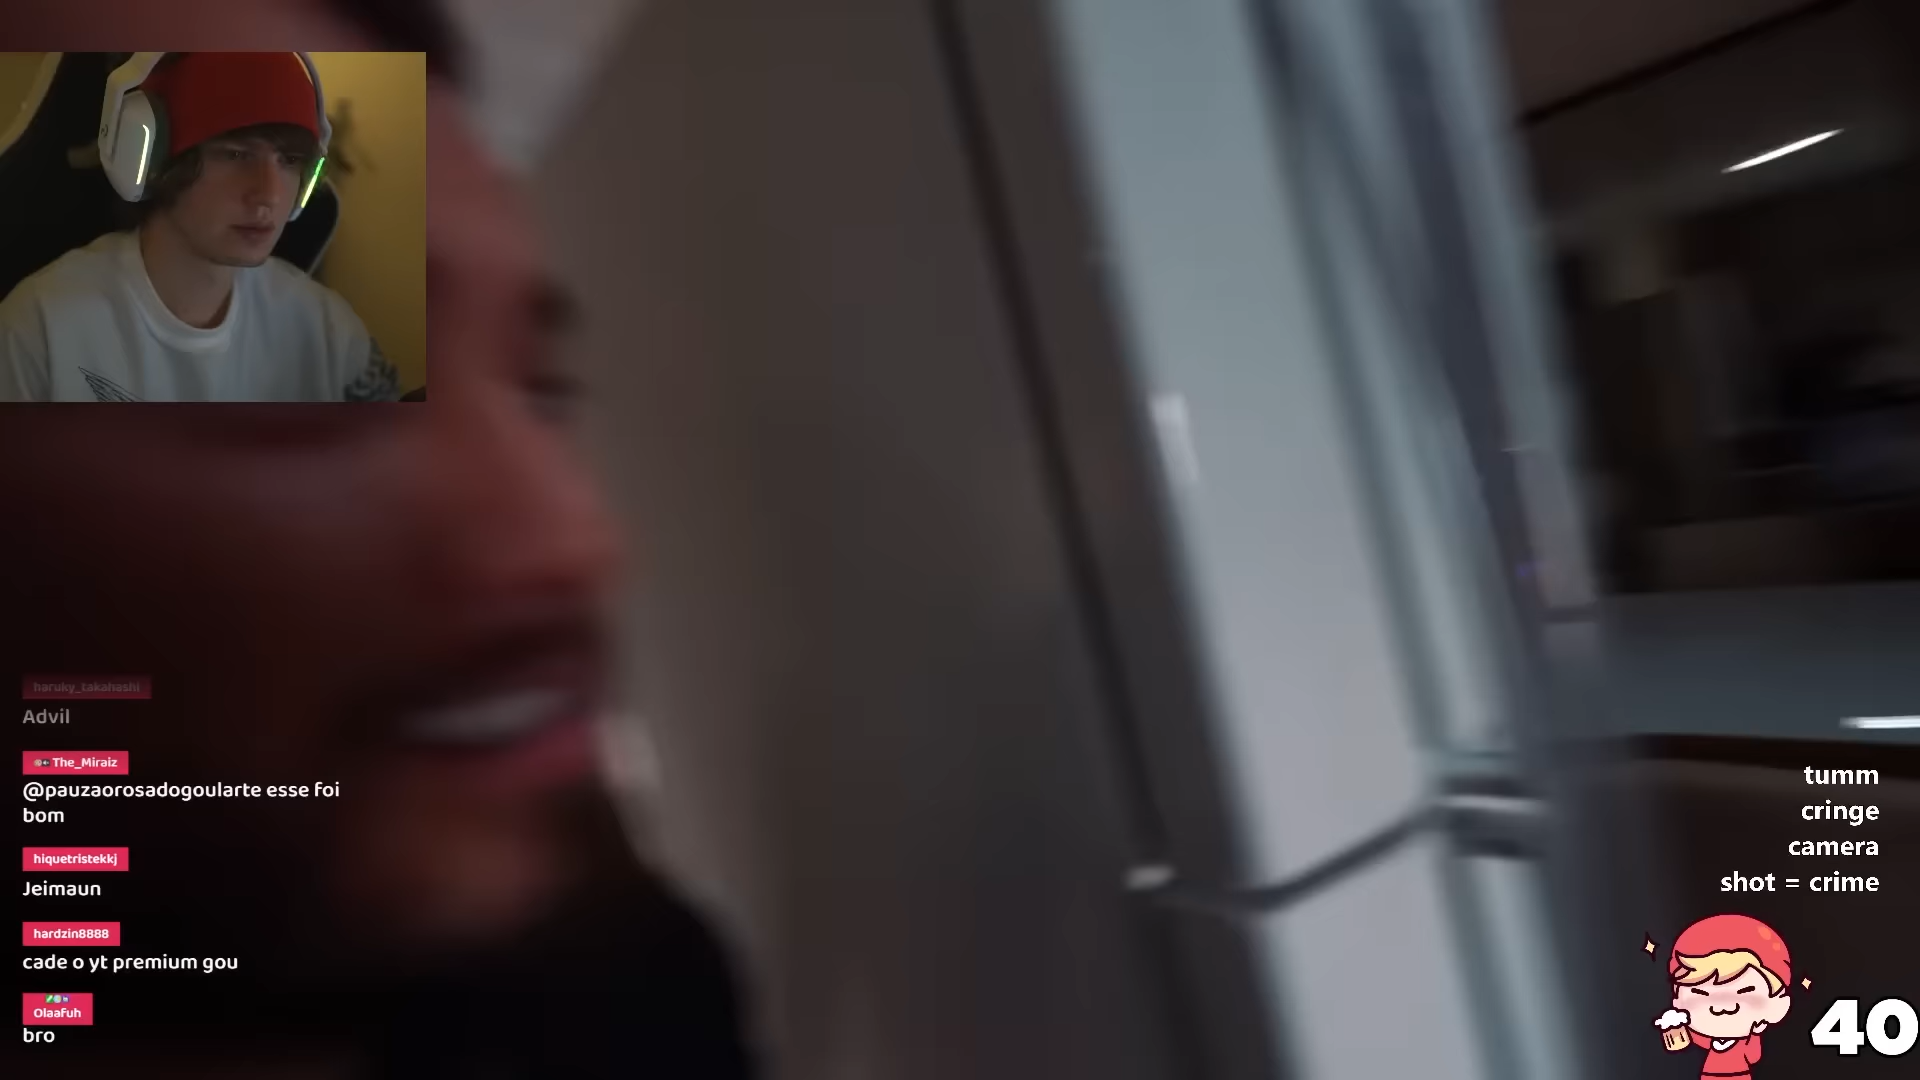 haruky_takahashi
Advil
The_Miraiz
@pauzaorosadogoularte esse foi
bom
hiquetristekkj
Jeimaun
hardzin8888
cade o yt premium gou
Olaafuh
bro
tumm
cringe
camera
shot = crime
40